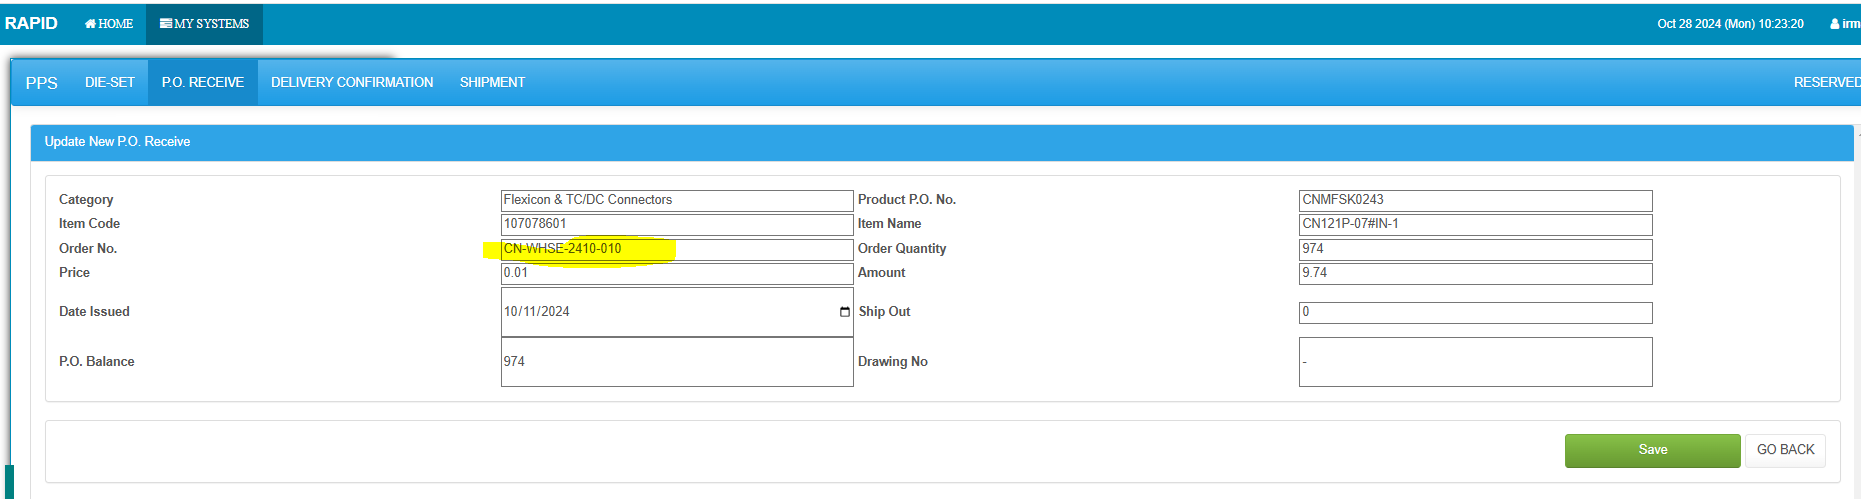 RAPID HOME MY SYSTEMS Oct 28 2024 (Mon) 10:23:20 irm
PPS DIE-SET P.O. RECEIVE DELIVERY CONFIRMATION SHIPMENT RESERVED
Update New P.O. Receive
Category Flexicon & TC/DC Connectors Product P.O. No. CNMFSK0243
Item Code 107078601 Item Name CN121P-07#IN-1
Order No. CN-WHSE-2410-010 Order Quantity 974
Price 0.01 Amount 9.74
Date Issued 10/11/2024 Ship Out 0
P.O. Balance 974 Drawing No -
Save GO BACK